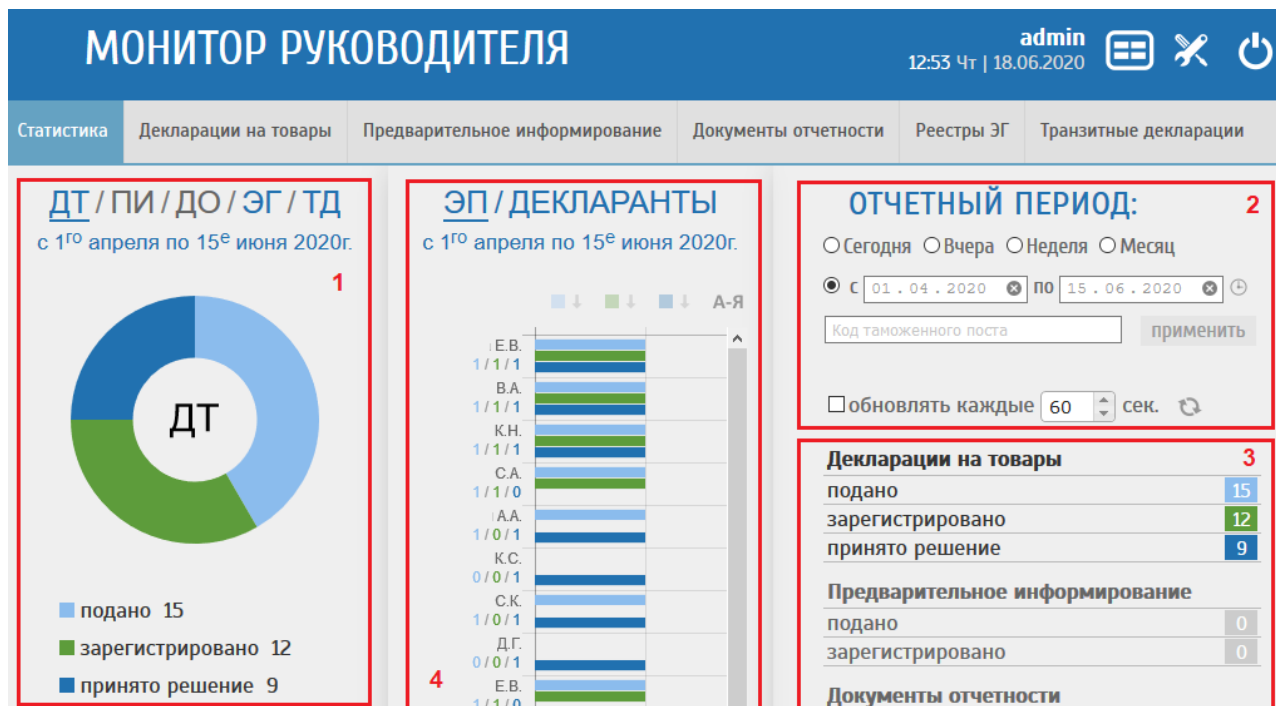 МОНИТОР РУКОВОДИТЕЛЯ
admin
12:53 Чт | 18.06.2020
Статистика
Декларации на товары
Предварительное информирование
Документы отчетности
Реестры ЭГ
Транзитные декларации
ДТ / ПИ / ДО / ЭГ / ТД
с 1го апреля по 15е июня 2020г.
1
ДТ
подано 15
зарегистрировано 12
принято решение 9
ЭП / ДЕКЛАРАНТЫ
с 1го апреля по 15е июня 2020г.
А-Я
Е.В.
1 / 1 / 1
В.А.
1 / 1 / 1
К.Н.
1 / 1 / 1
С.А.
1 / 1 / 0
А.А.
1 / 0 / 1
К.С.
0 / 0 / 1
С.К.
1 / 0 / 1
Д.Г.
0 / 0 / 1
4
Е.В.
1 / 1 / 0
ОТЧЕТНЫЙ ПЕРИОД:
2
Сегодня Вчера Неделя Месяц
с 01.04.2020 по 15.06.2020
Код таможенного поста
применить
обновлять каждые 60 сек.
Декларации на товары
3
подано 15
зарегистрировано 12
принято решение 9
Предварительное информирование
подано 0
зарегистрировано 0
Документы отчетности